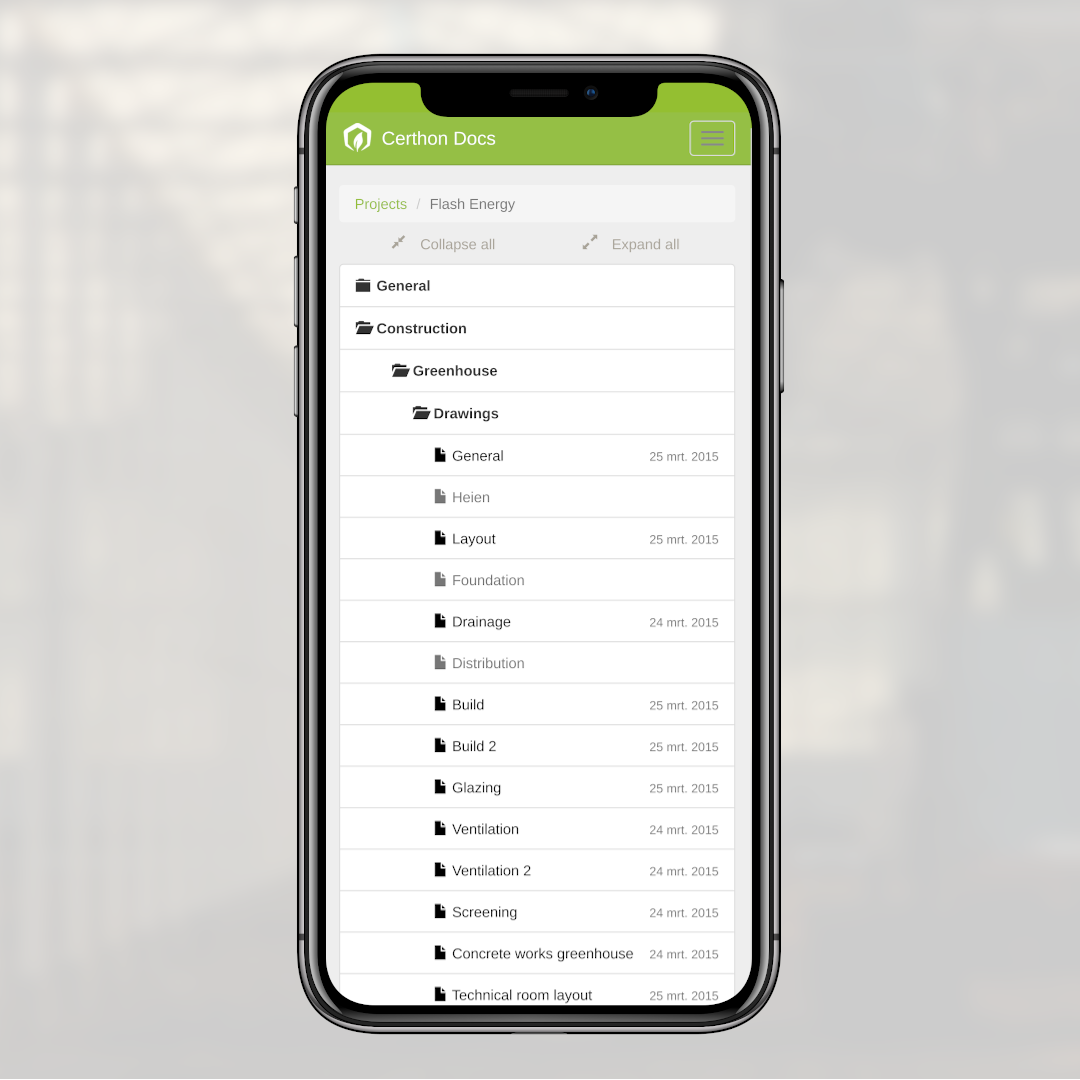 Certhon Docs
Projects / Flash Energy
Collapse all Expand all
General
Construction
Greenhouse
Drawings
General 25 mrt. 2015
Heien
Layout 25 mrt. 2015
Foundation
Drainage 24 mrt. 2015
Distribution
Build 25 mrt. 2015
Build 2 25 mrt. 2015
Glazing 25 mrt. 2015
Ventilation 24 mrt. 2015
Ventilation 2 24 mrt. 2015
Screening 24 mrt. 2015
Concrete works greenhouse 24 mrt. 2015
Technical room layout 25 mrt. 2015